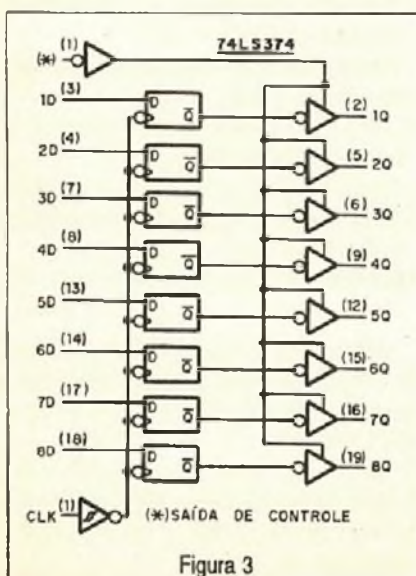 74LS374
(*) (1)
1D (3) D Q̅ (2) 1Q
2D (4) D Q̅ (5) 2Q
3D (7) D Q̅ (6) 3Q
4D (8) D Q̅ (9) 4Q
5D (13) D Q̅ (12) 5Q
6D (14) D Q̅ (15) 6Q
7D (17) D Q̅ (16) 7Q
8D (18) D Q̅ (19) 8Q
CLK (1) (*)SAÍDA DE CONTROLE
Figura 3